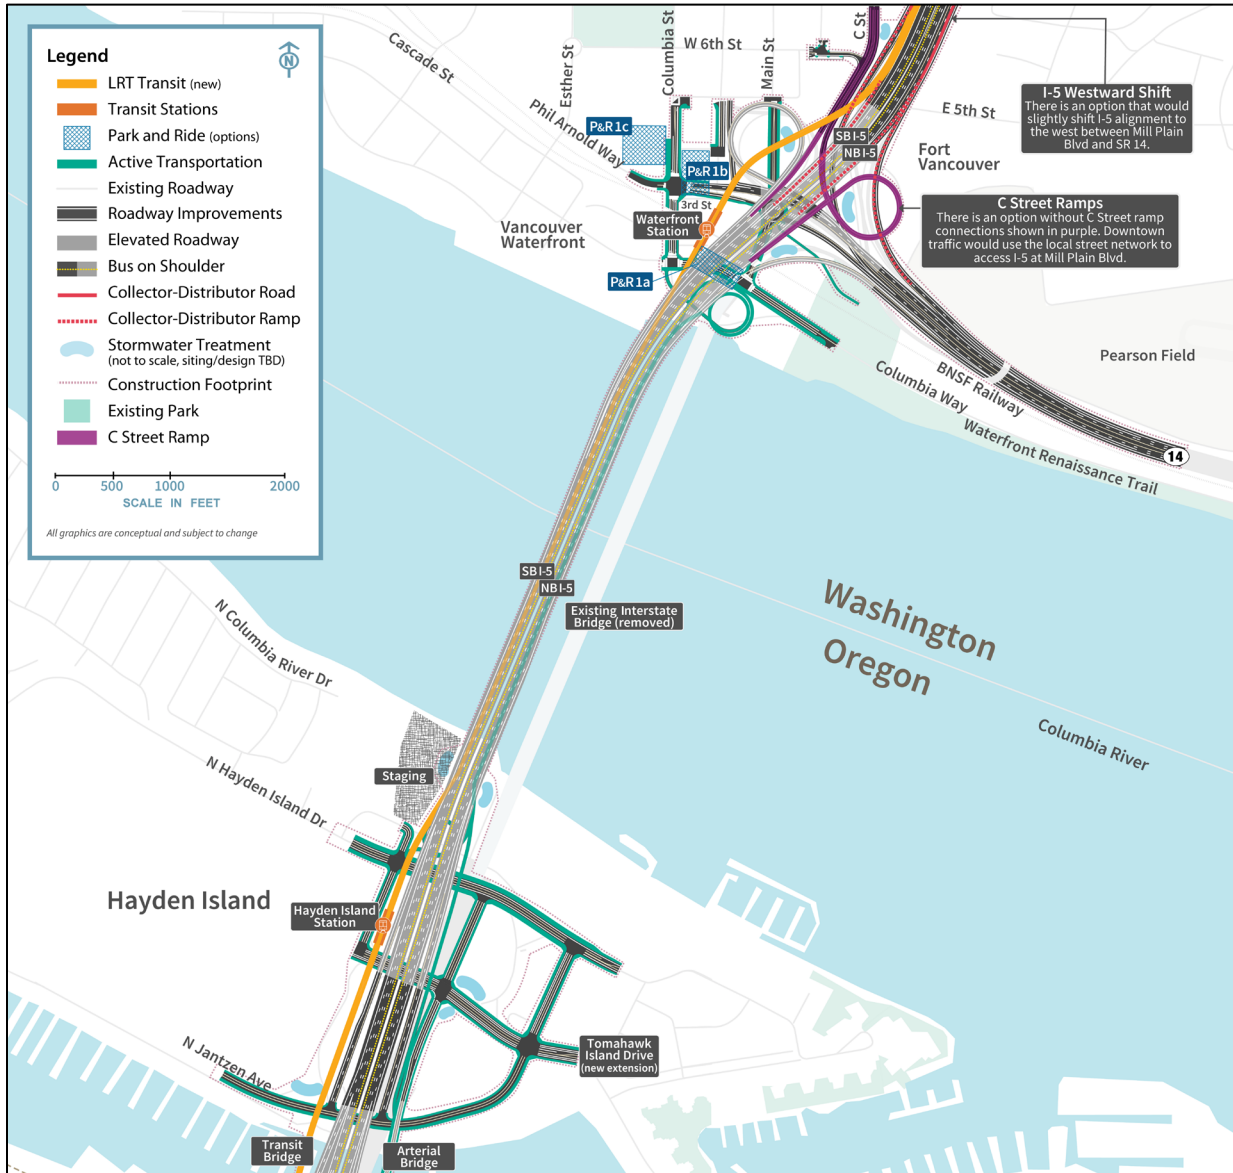 Legend
N
LRT Transit (new)
Transit Stations
Park and Ride (options)
Active Transportation
Existing Roadway
Roadway Improvements
Elevated Roadway
Bus on Shoulder
Collector-Distributor Road
Collector-Distributor Ramp
Stormwater Treatment
(not to scale, siting/design TBD)
Construction Footprint
Existing Park
C Street Ramp
0 500 1000 2000
SCALE IN FEET
All graphics are conceptual and subject to change
Cascade St
Esther St
Columbia St
W 6th St
Main St
C St
Phil Arnold Way
P&R1c
P&R1b
3rd St
Waterfront
Station
Vancouver
Waterfront
P&R1a
SB I-5
NB I-5
E 5th St
Fort
Vancouver
I-5 Westward Shift
There is an option that would
slightly shift I-5 alignment to
the west between Mill Plain
Blvd and SR 14.
C Street Ramps
There is an option without C Street ramp
connections shown in purple. Downtown
traffic would use the local street network to
access I-5 at Mill Plain Blvd.
Pearson Field
BNSF Railway
Columbia Way
Waterfront Renaissance Trail
14
SB I-5
NB I-5
Existing Interstate
Bridge (removed)
Washington
Oregon
Columbia River
N Columbia River Dr
Staging
N Hayden Island Dr
Hayden Island
Hayden Island
Station
Tomahawk
Island Drive
(new extension)
N Jantzen Ave
Transit
Bridge
Arterial
Bridge